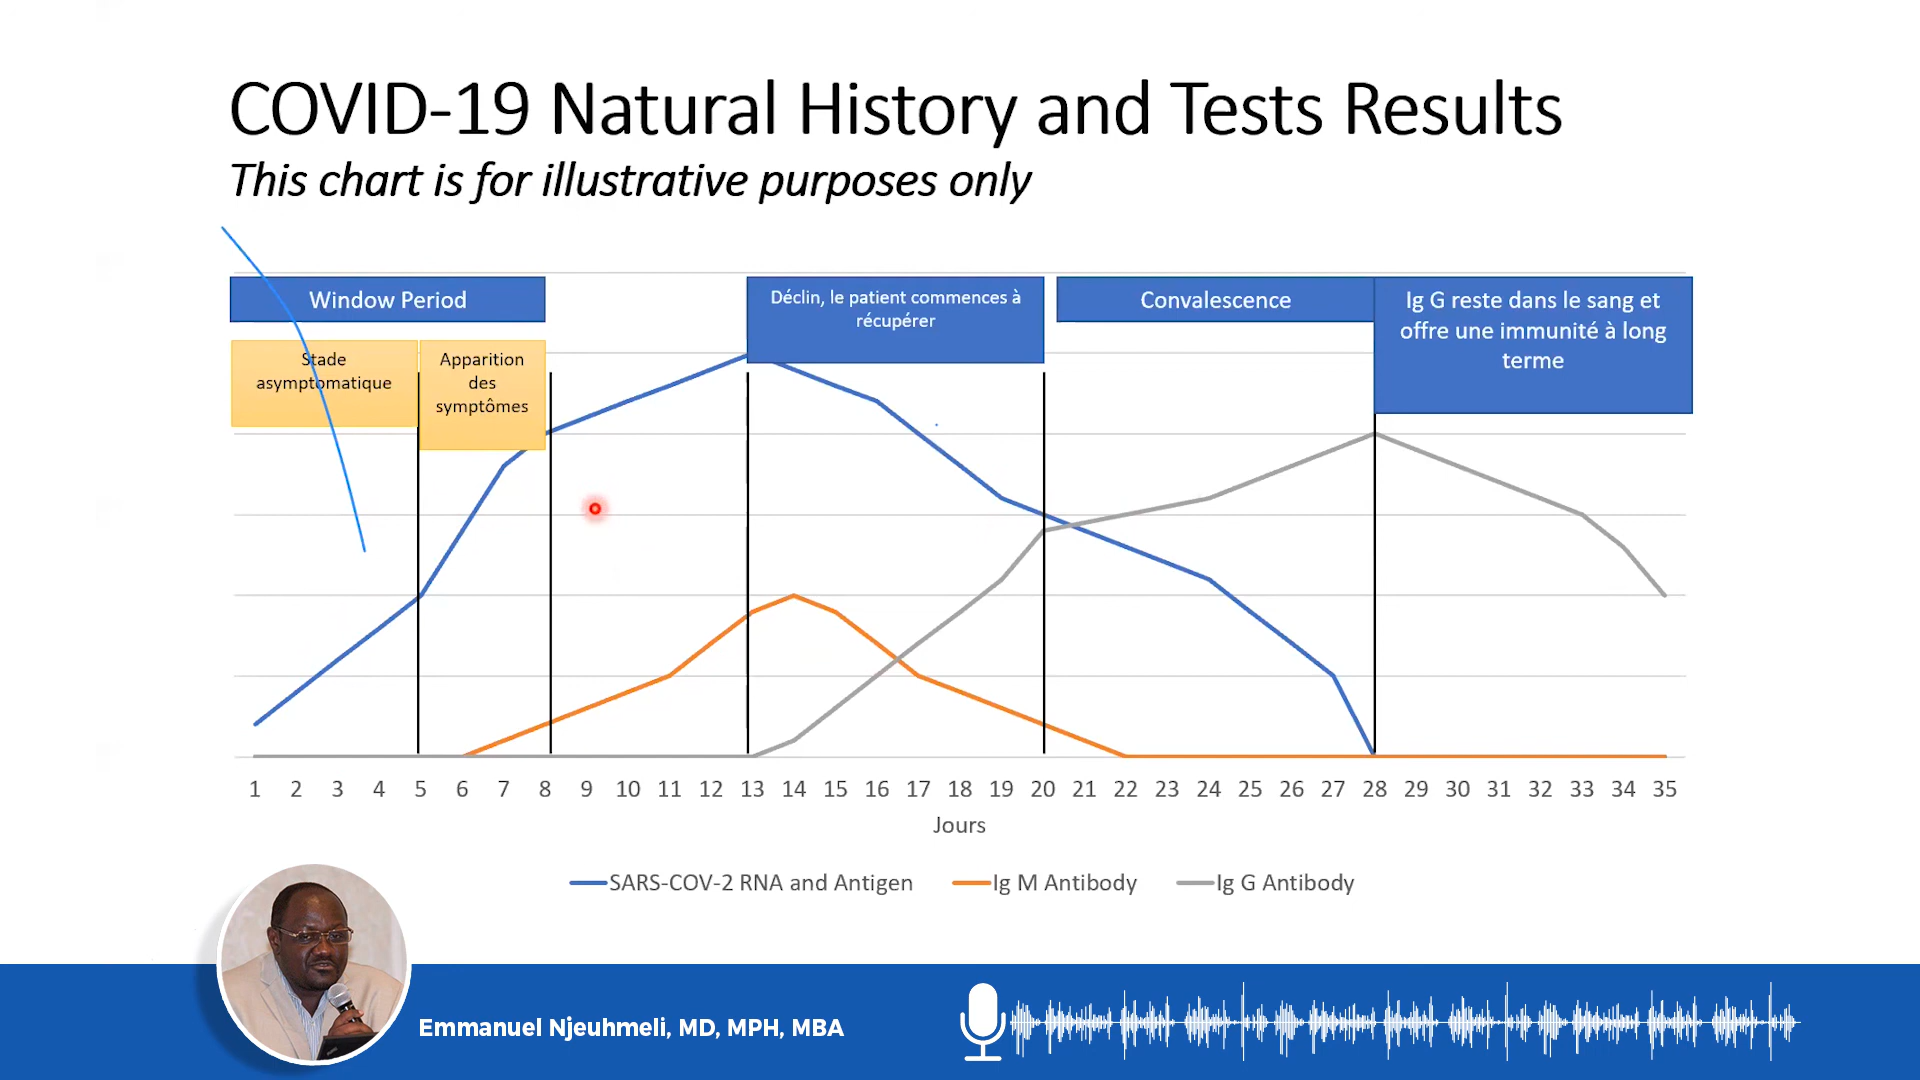 COVID-19 Natural History and Tests Results
This chart is for illustrative purposes only
Window Period
Stade
asymptomatique
Apparition
des
symptômes
Déclin, le patient commences à
récupérer
Convalescence
Ig G reste dans le sang et
offre une immunité à long
terme
1 2 3 4 5 6 7 8 9 10 11 12 13 14 15 16 17 18 19 20 21 22 23 24 25 26 27 28 29 30 31 32 33 34 35
Jours
SARS-COV-2 RNA and Antigen Ig M Antibody Ig G Antibody
Emmanuel Njeuhmeli, MD, MPH, MBA